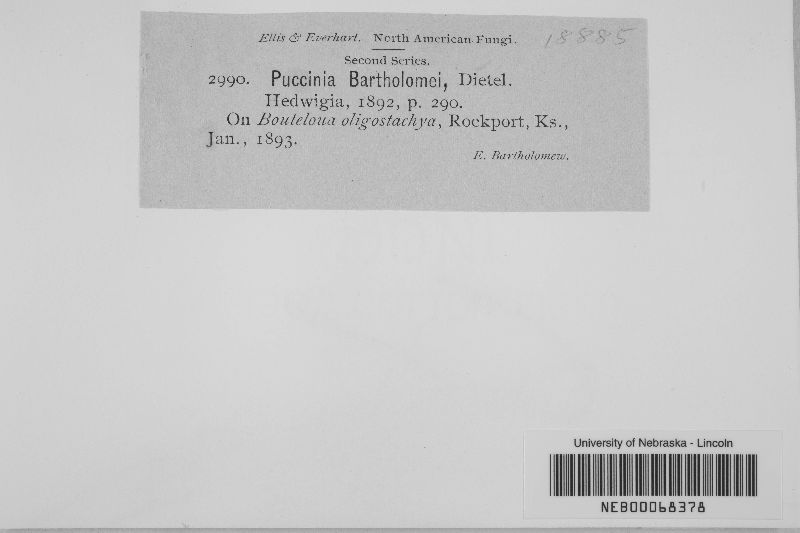 Ellis & Everhart. North American Fungi. 18885
Second Series.
2990. Puccinia Bartholomei, Dietel.
Hedwigia, 1892, p. 290.
On Bouteloua oligostachya, Rockport, Ks.,
Jan., 1893.
E. Bartholomew.
University of Nebraska - Lincoln
NEB00068378